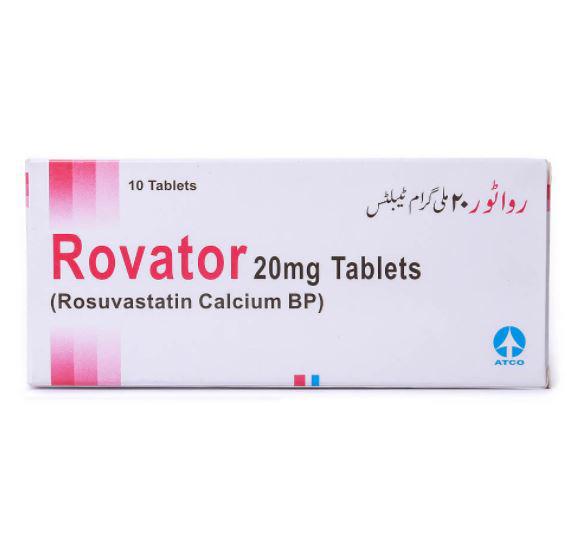 10 Tablets
رواٹور ۲۰ ملی گرام ٹیبلٹس
Rovator 20mg Tablets
(Rosuvastatin Calcium BP)
ATCO